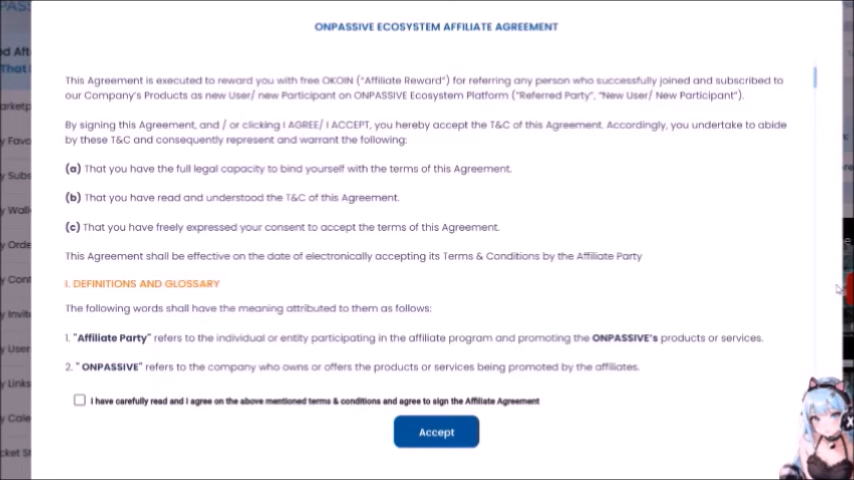 ONPASSIVE ECOSYSTEM AFFILIATE AGREEMENT
This Agreement is executed to reward you with free OKOIN ("Affiliate Reward") for referring any person who successfully joined and subscribed to
our Company's Products as new User/ new Participant on ONPASSIVE Ecosystem Platform ("Referred Party", "New User/ New Participant").
By signing this Agreement, and / or clicking I AGREE/ I ACCEPT, you hereby accept the T&C of this Agreement. Accordingly, you undertake to abide
by these T&C and consequently represent and warrant the following:
(a) That you have the full legal capacity to bind yourself with the terms of this Agreement.
(b) That you have read and understood the T&C of this Agreement.
(c) That you have freely expressed your consent to accept the terms of this Agreement.
This Agreement shall be effective on the date of electronically accepting its Terms & Conditions by the Affiliate Party
I. DEFINITIONS AND GLOSSARY
The following words shall have the meaning attributed to them as follows:
1. "Affiliate Party" refers to the individual or entity participating in the affiliate program and promoting the ONPASSIVE's products or services.
2. " ONPASSIVE" refers to the company who owns or offers the products or services being promoted by the affiliates.
I have carefully read and I agree on the above mentioned terms & conditions and agree to sign the Affiliate Agreement
Accept